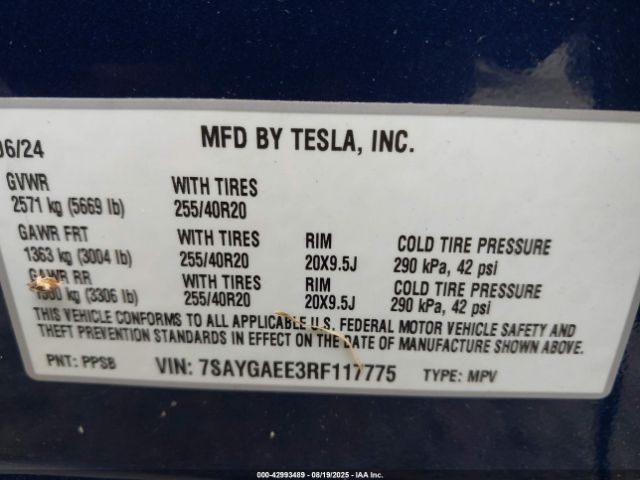 06/24 MFD BY TESLA, INC.
GVWR WITH TIRES
2571 kg (5669 lb) 255/40R20
GAWR FRT WITH TIRES RIM COLD TIRE PRESSURE
1363 kg (3004 lb) 255/40R20 20X9.5J 290 kPa, 42 psi
GAWR RR WITH TIRES RIM COLD TIRE PRESSURE
1500 kg (3306 lb) 255/40R20 20X9.5J 290 kPa, 42 psi
THIS VEHICLE CONFORMS TO ALL APPLICABLE U.S. FEDERAL MOTOR VEHICLE SAFETY AND
THEFT PREVENTION STANDARDS IN EFFECT ON THE DATE OF MANUFACTURE SHOWN ABOVE.
PNT: PPSB VIN: 7SAYGAEE3RF117775 TYPE: MPV
000-42993489 - 08/19/2025 - IAA Inc.